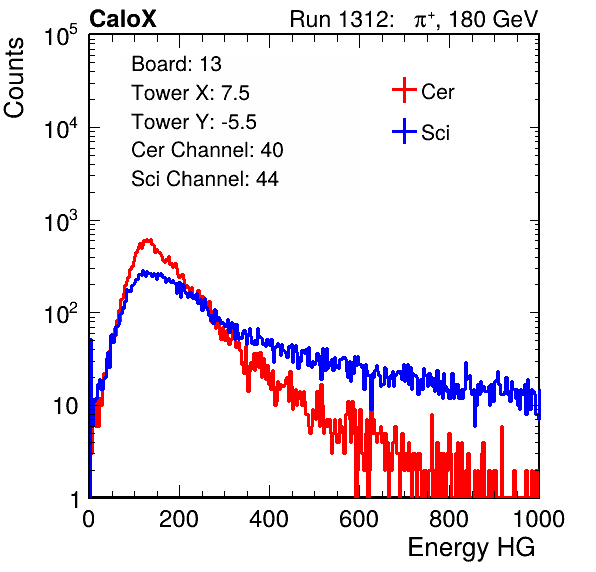 CaloX Run 1312: π⁺, 180 GeV
Counts
Board: 13
Tower X: 7.5
Tower Y: -5.5
Cer Channel: 40
Sci Channel: 44
Cer
Sci
10⁵
10⁴
10³
10²
10
1
0 200 400 600 800 1000
Energy HG